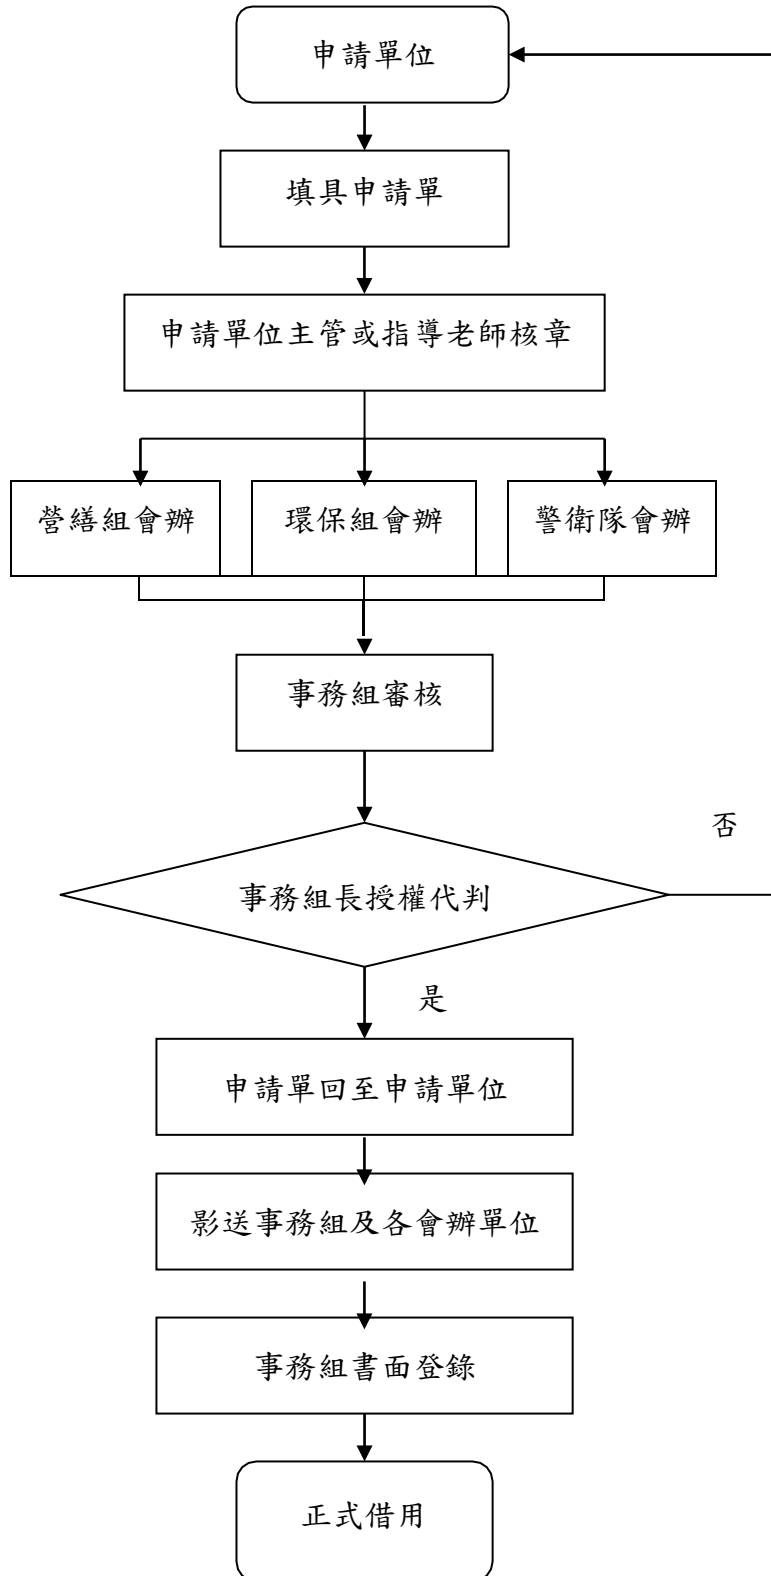 申請單位
填具申請單
申請單位主管或指導老師核章
營繕組會辦
環保組會辦
警衛隊會辦
事務組審核
否
事務組長授權代判
是
申請單回至申請單位
影送事務組及各會辦單位
事務組書面登錄
正式借用